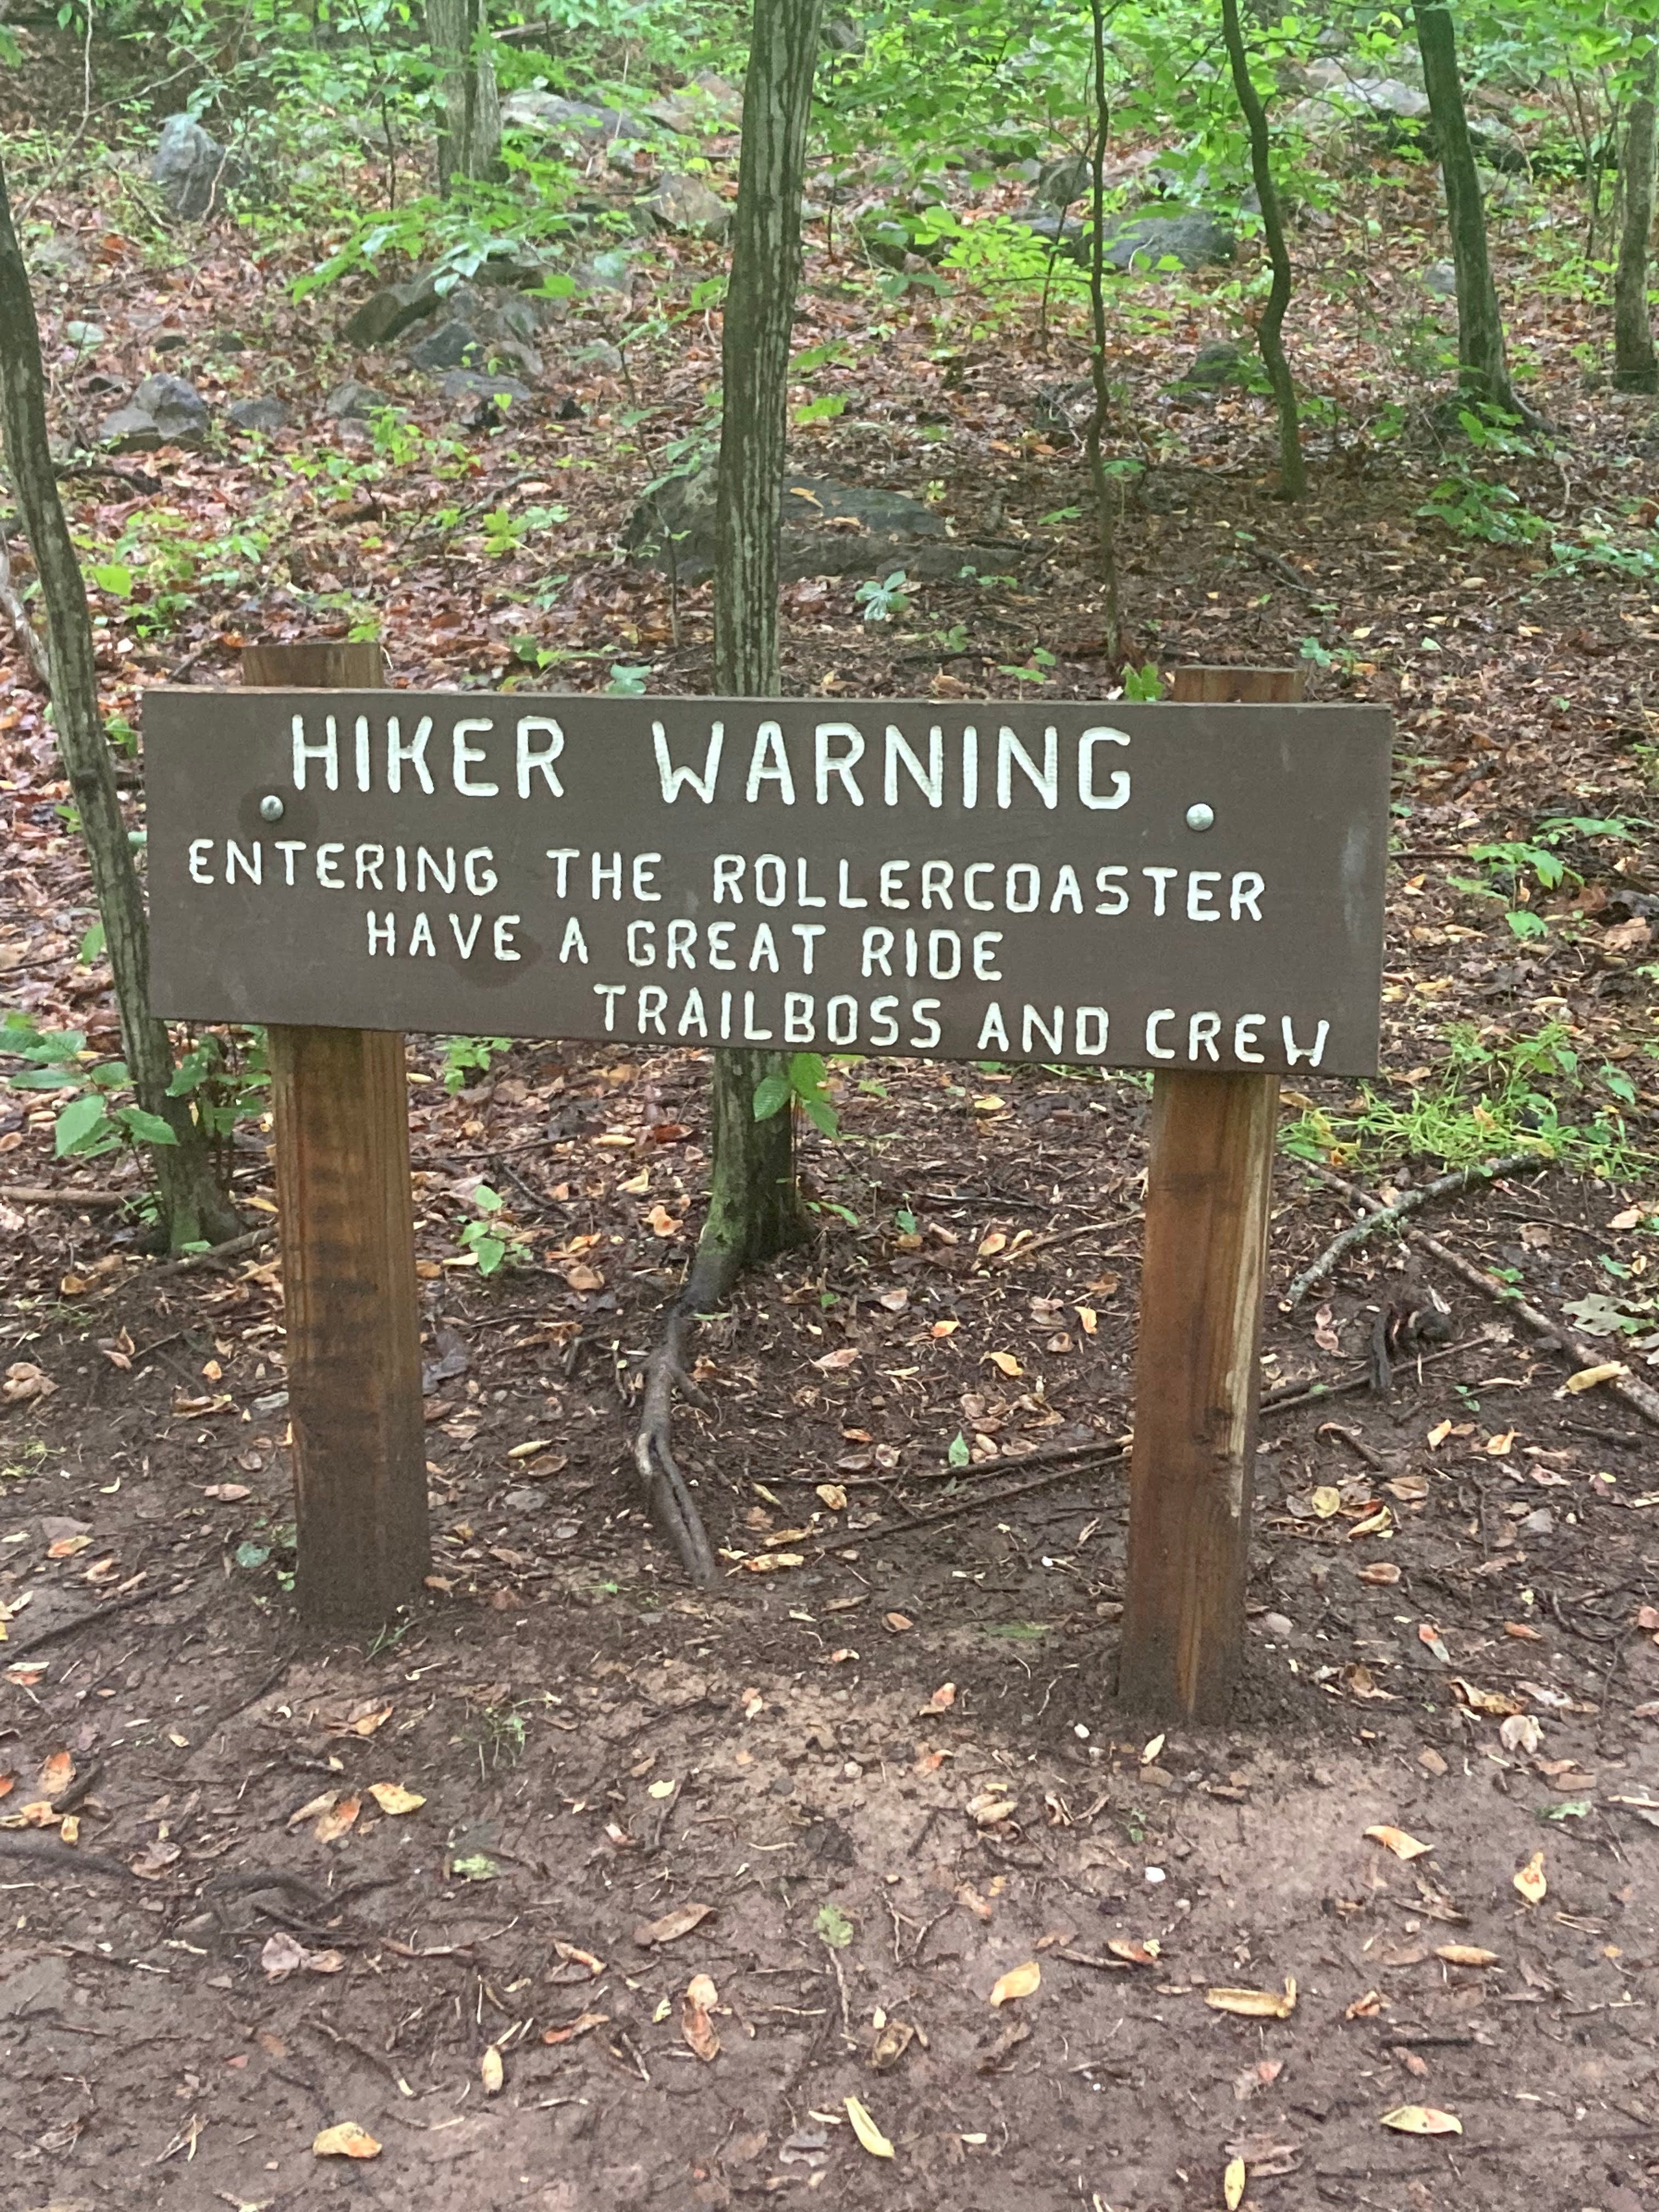 HIKER WARNING
ENTERING THE ROLLERCOASTER
HAVE A GREAT RIDE
TRAILBOSS AND CREW